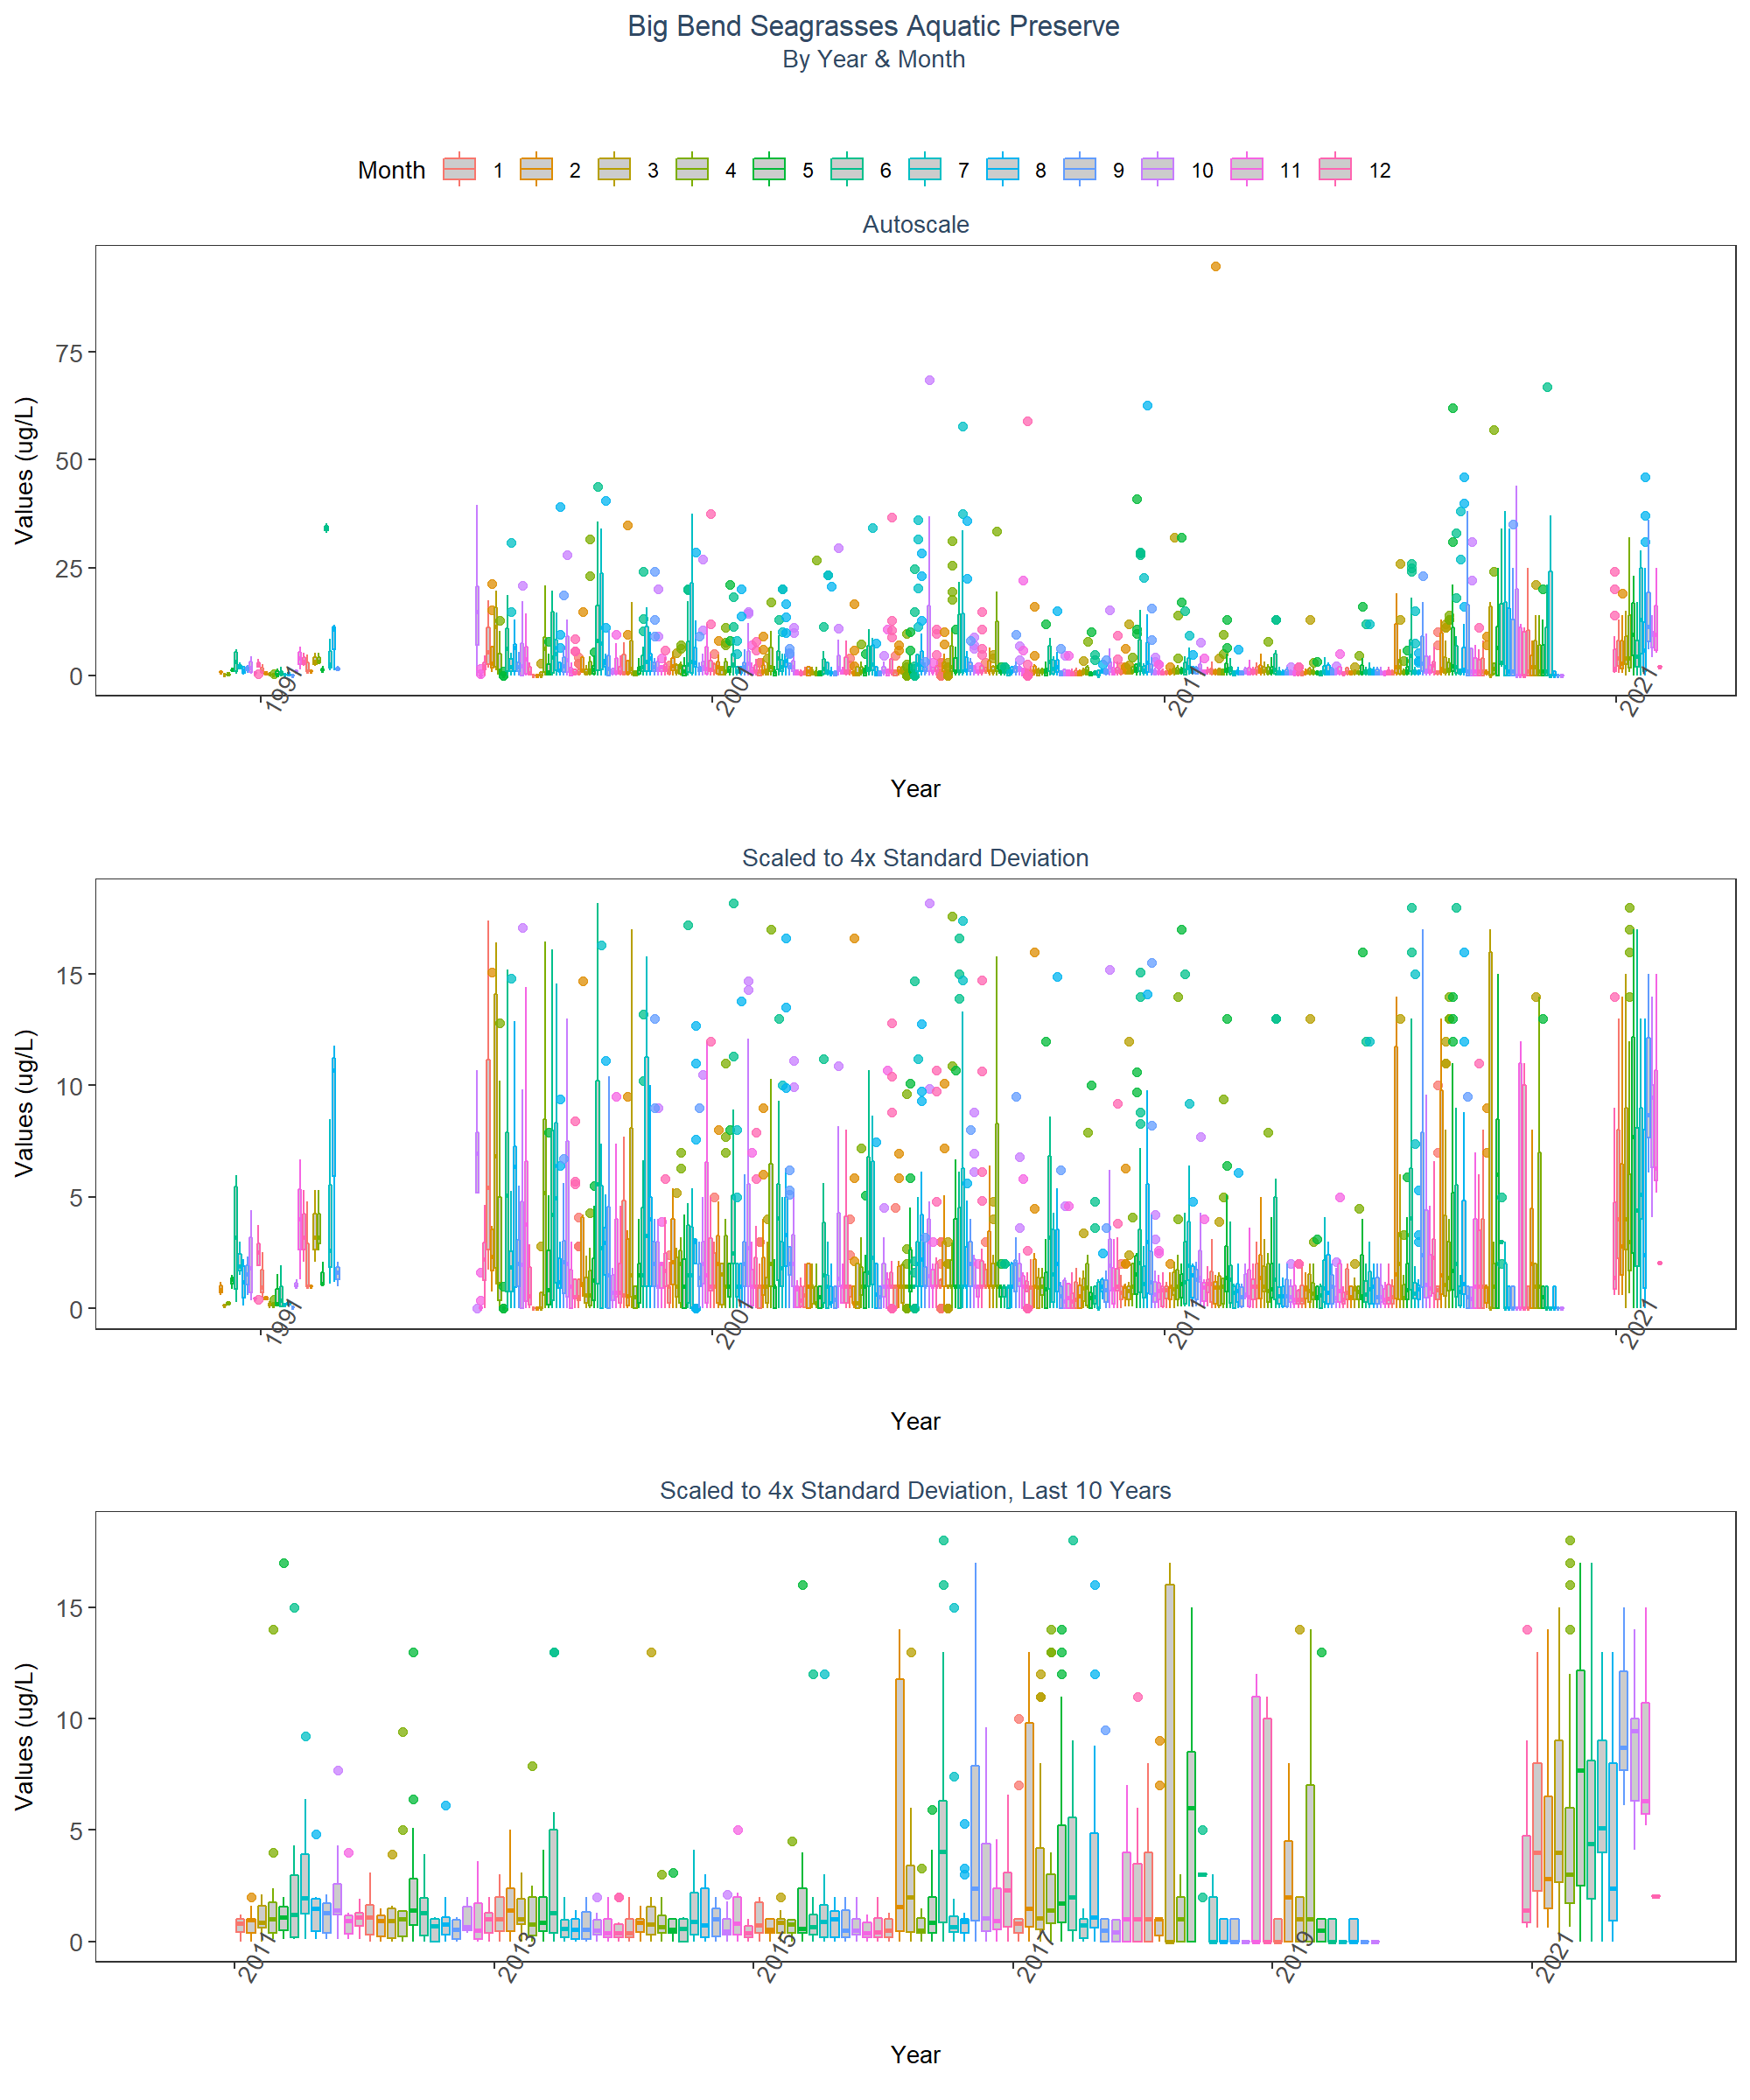 Big Bend Seagrasses Aquatic Preserve
By Year & Month
Month 1 2 3 4 5 6 7 8 9 10 11 12
Autoscale
Values (ug/L)
75
50
25
0
1991 2001 2011 2021
Year
Scaled to 4x Standard Deviation
Values (ug/L)
15
10
5
0
1991 2001 2011 2021
Year
Scaled to 4x Standard Deviation, Last 10 Years
Values (ug/L)
15
10
5
0
2011 2013 2015 2017 2019 2021
Year